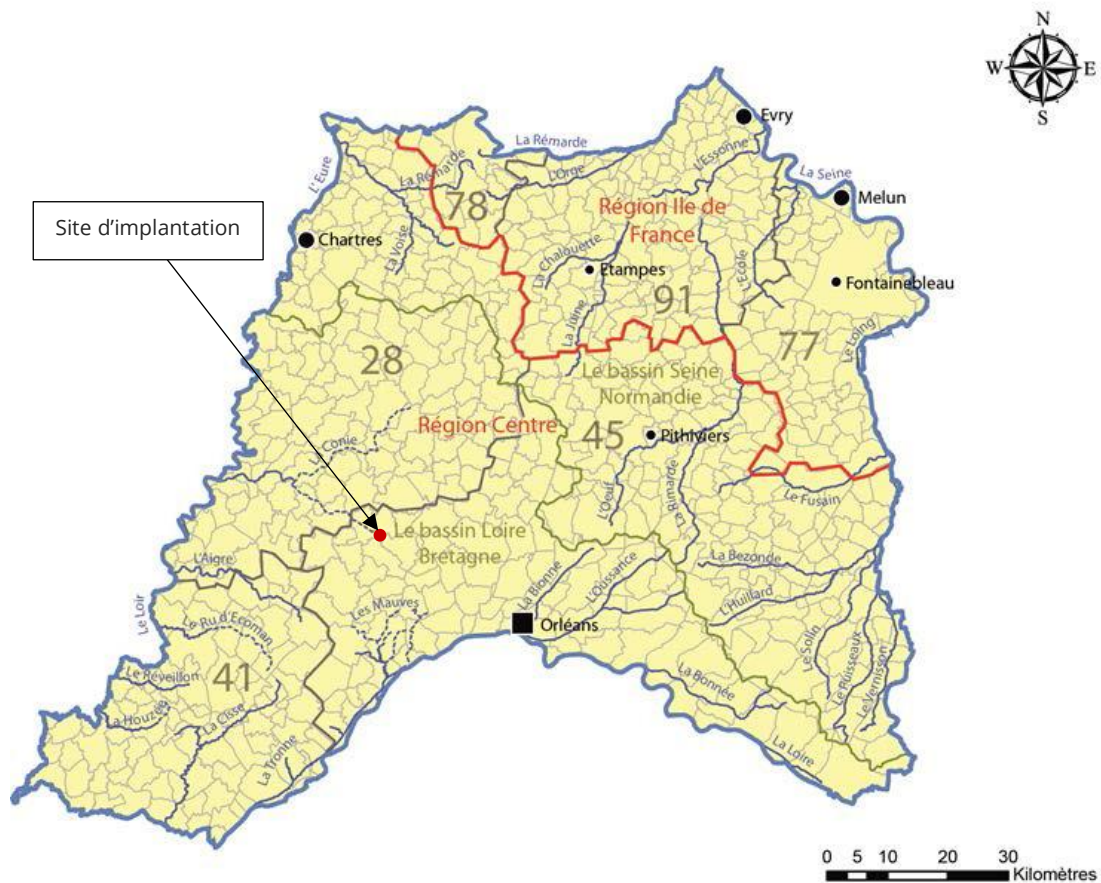 N
W
E
S
Evry
La Rémarde
L'Essonne
L'Orge
La Rémarde
La Seine
L'Eure
Melun
78
Région Ile de
France
Site d'implantation
Chartres
La Voise
La Chalouette
Etampes
L'Ecole
Fontainebleau
91
La Juine
77
Le Loing
28
Le bassin Seine
Normandie
Région Centre
45
Pithiviers
La Conie
L'Oeuf
La Rimarde
Le Fusain
Le bassin Loire
Bretagne
L'Aigre
La Bezonde
La Bionne
L'Oussance
L'Huillard
Le Loir
Les Mauves
Le Ru d'Ecoman
Orléans
Le Solin
Le Puisseaux
Le Vernisson
Le Réveillon
41
La Bonnée
La Houzée
La Cisse
La Tronne
La Loire
0 5 10 20 30
Kilomètres